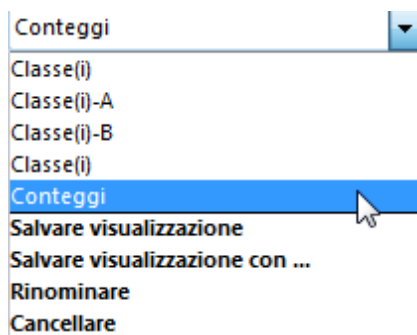 Conteggi
Classe(i)
Classe(i)-A
Classe(i)-B
Classe(i)
Conteggi
Salvare visualizzazione
Salvare visualizzazione con ...
Rinominare
Cancellare